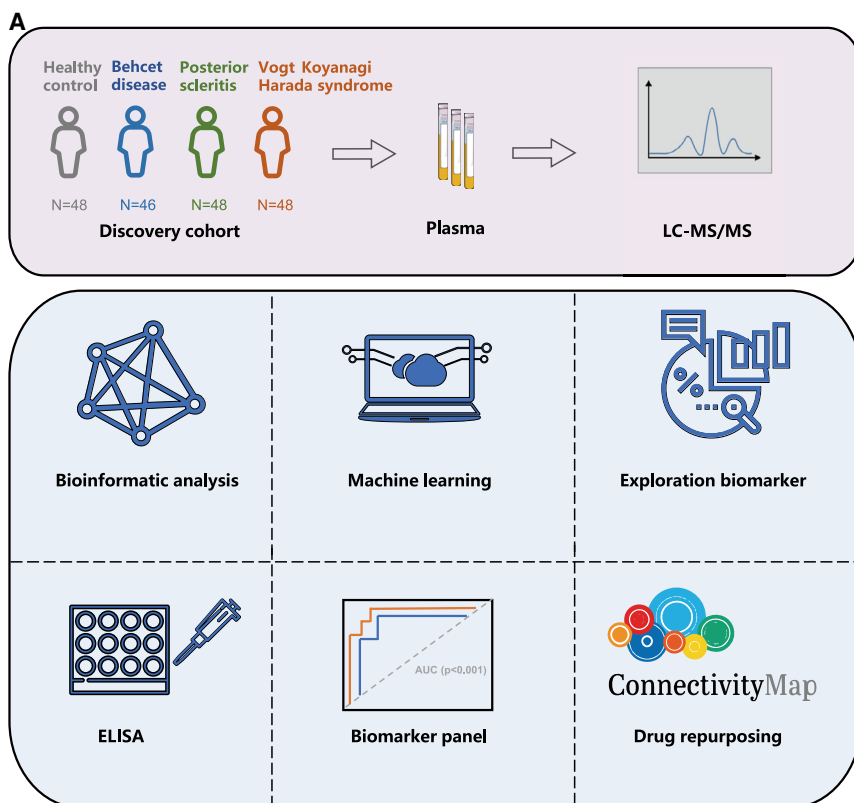 A
Healthy control
Behcet disease
Posterior scleritis
Vogt Koyanagi Harada syndrome
N=48
N=46
N=48
N=48
Discovery cohort
Plasma
LC-MS/MS
Bioinformatic analysis
Machine learning
%
Exploration biomarker
ELISA
AUC (p<0.001)
Biomarker panel
ConnectivityMap
Drug repurposing